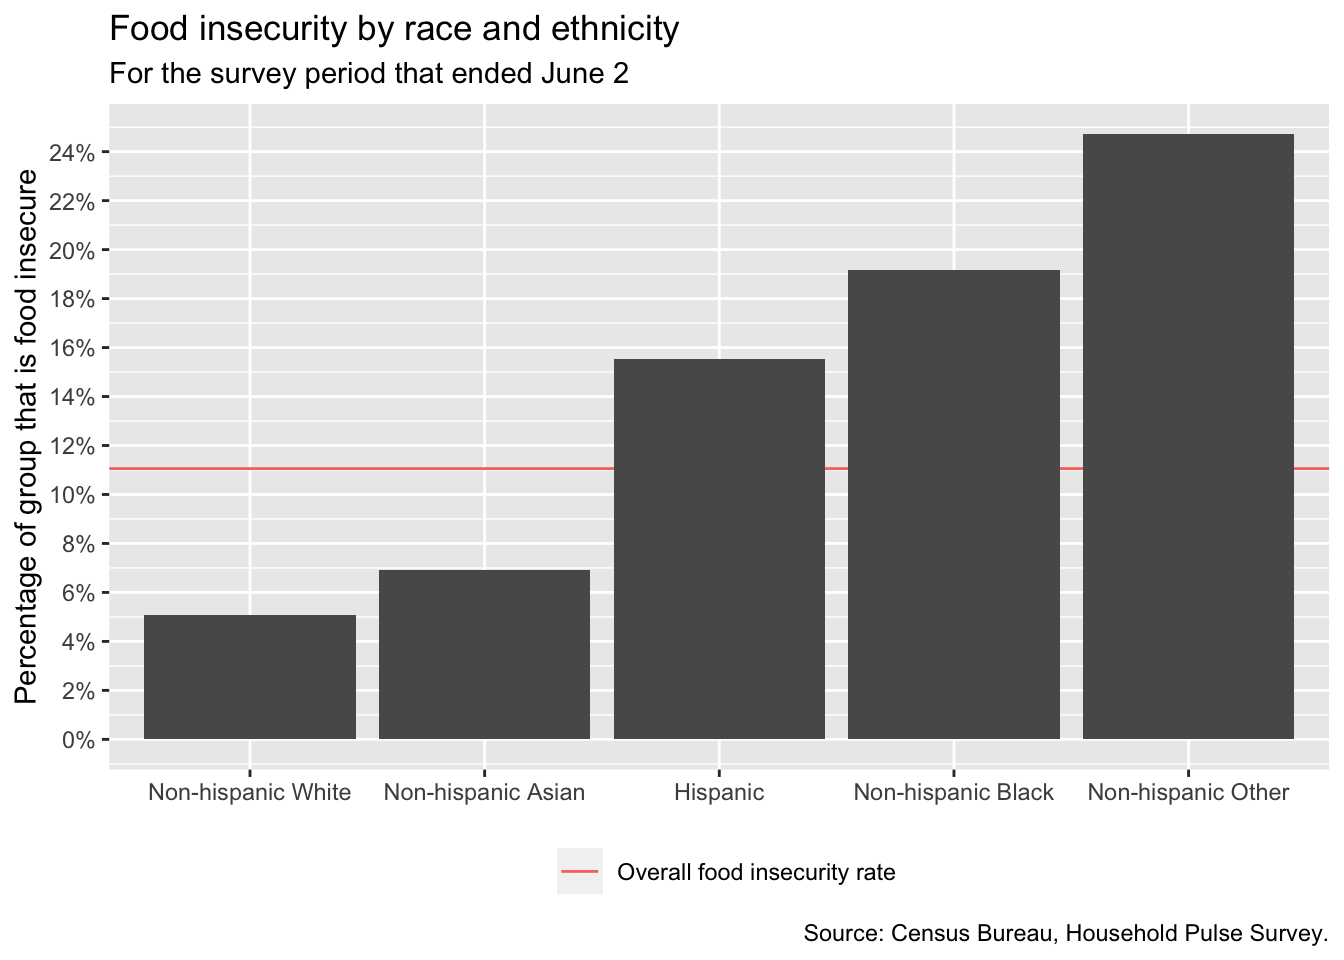 Food insecurity by race and ethnicity
For the survey period that ended June 2
Percentage of group that is food insecure
24%
22%
20%
18%
16%
14%
12%
10%
8%
6%
4%
2%
0%
Non-hispanic White Non-hispanic Asian Hispanic Non-hispanic Black Non-hispanic Other
Overall food insecurity rate
Source: Census Bureau, Household Pulse Survey.